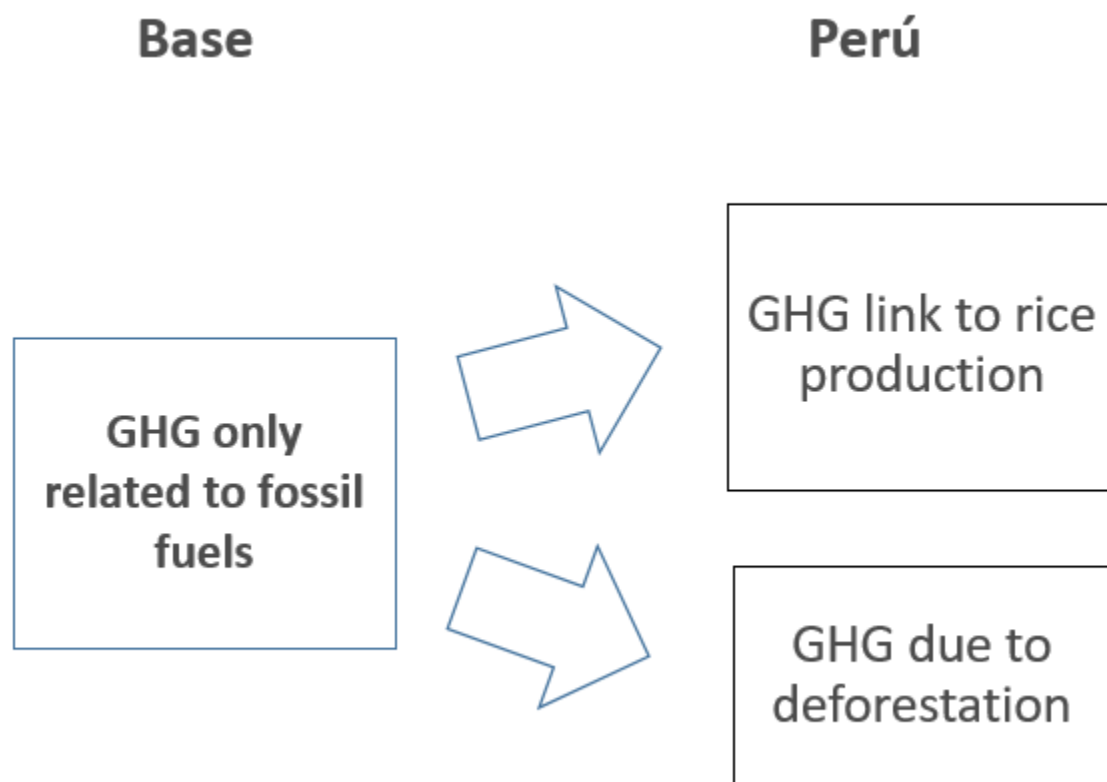 Base
Perú
GHG only
related to fossil
fuels
GHG link to rice
production
GHG due to
deforestation